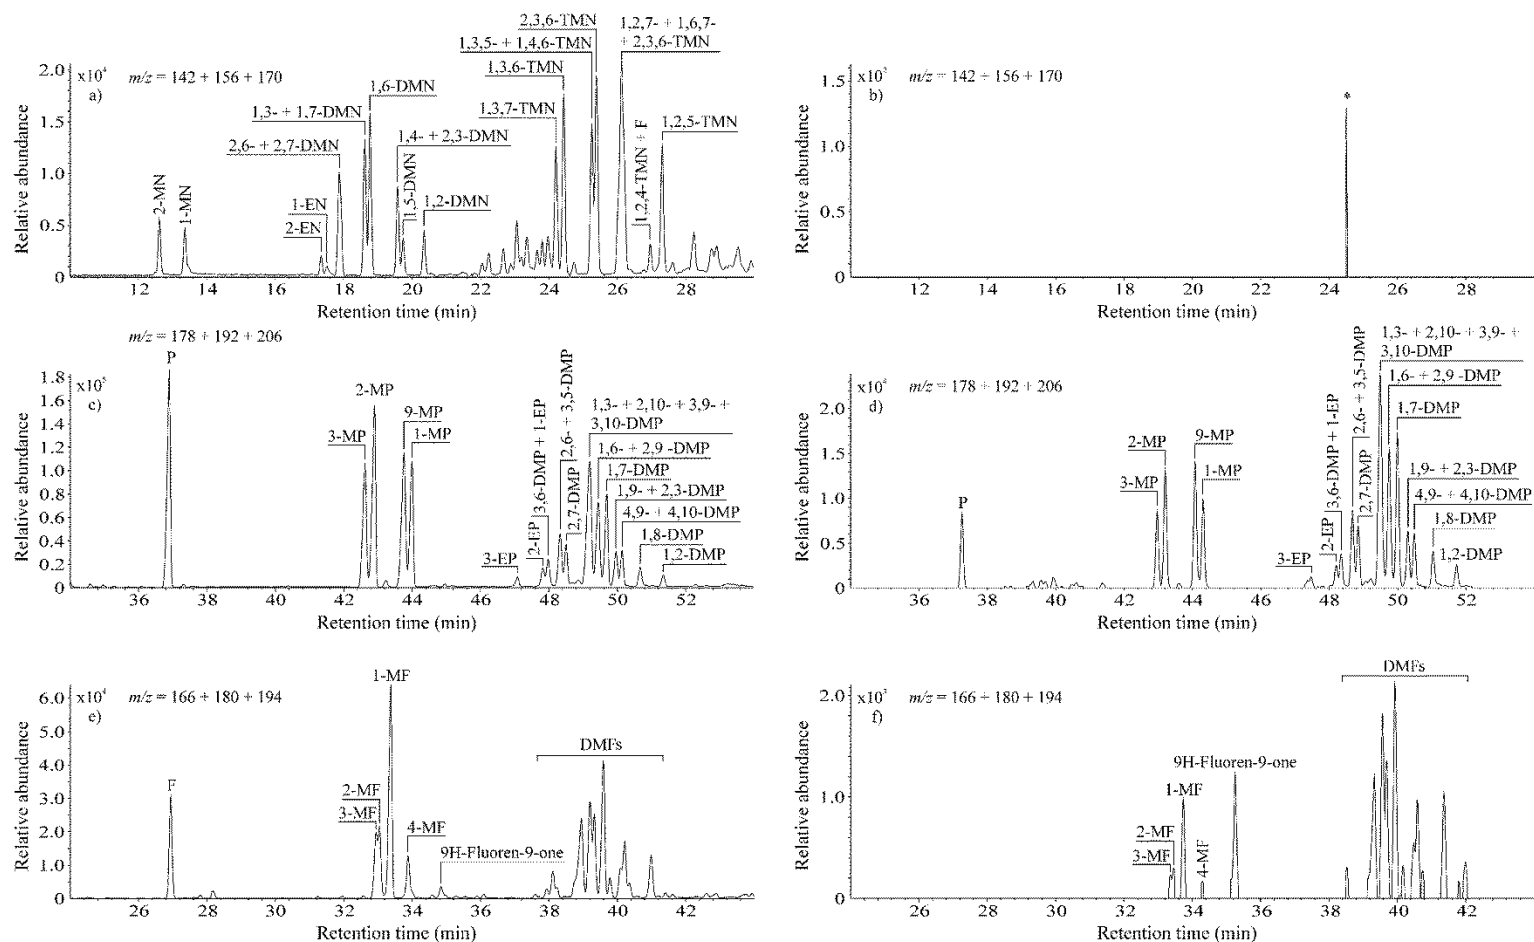 2,3,6-TMN
1,2,7- + 1,6,7-
+ 2,3,6-TMN
1,3,5- + 1,4,6-TMN
1,3,6-TMN
1,3,7-TMN
1,6-DMN
1,3- + 1,7-DMN
2,6- + 2,7-DMN
1,4- + 2,3-DMN
1,5-DMN
1,2-DMN
1,2,4-TMN + F
1,2,5-TMN
2-MN
1-MN
1-EN
2-EN
m/z = 142 + 156 + 170
a)
2.0
1.5
1.0
0.5
0
Relative abundance
12 14 16 18 20 22 24 26 28
Retention time (min)
m/z = 142 + 156 + 170
b)
*
1.5
1.0
0.5
0
Relative abundance
12 14 16 18 20 22 24 26 28
Retention time (min)
m/z = 178 + 192 + 206
c)
P
2-MP
3-MP
9-MP
1-MP
3-EP
2-EP
3,6-DMP + 1-EP
2,6- + 3,5-DMP
2,7-DMP
1,3- + 2,10- + 3,9- +
3,10-DMP
1,6- + 2,9 -DMP
1,7-DMP
1,9- + 2,3-DMP
4,9- + 4,10-DMP
1,8-DMP
1,2-DMP
1.8
1.6
1.4
1.2
1.0
0.8
0.6
0.4
0.2
0
Relative abundance
36 38 40 42 44 46 48 50 52
Retention time (min)
m/z = 178 + 192 + 206
d)
P
2-MP
3-MP
9-MP
1-MP
3-EP
2-EP
3,6-DMP + 1-EP
2,6- + 3,5-DMP
2,7-DMP
1,3- + 2,10- + 3,9- +
3,10-DMP
1,6- + 2,9 -DMP
1,7-DMP
1,9- + 2,3-DMP
4,9- + 4,10-DMP
1,8-DMP
1,2-DMP
2.0
1.0
0.5
0
Relative abundance
36 38 40 42 44 46 48 50 52
Retention time (min)
m/z = 166 + 180 + 194
e)
F
1-MF
2-MF
3-MF
4-MF
9H-Fluoren-9-one
DMFs
6.0
5.0
4.0
3.0
2.0
1.0
0
Relative abundance
26 28 30 32 34 36 38 40 42
Retention time (min)
m/z = 166 + 180 + 194
f)
DMFs
9H-Fluoren-9-one
1-MF
2-MF
3-MF
4-MF
2.0
1.0
0
Relative abundance
26 28 30 32 34 36 38 40 42
Retention time (min)